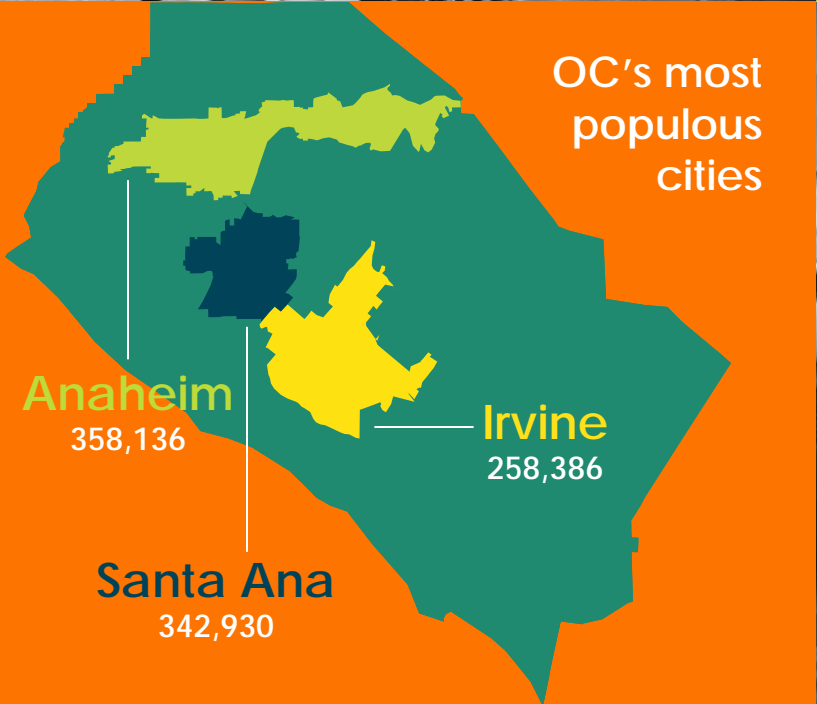 OC's most
populous
cities
Anaheim
358,136
Irvine
258,386
Santa Ana
342,930